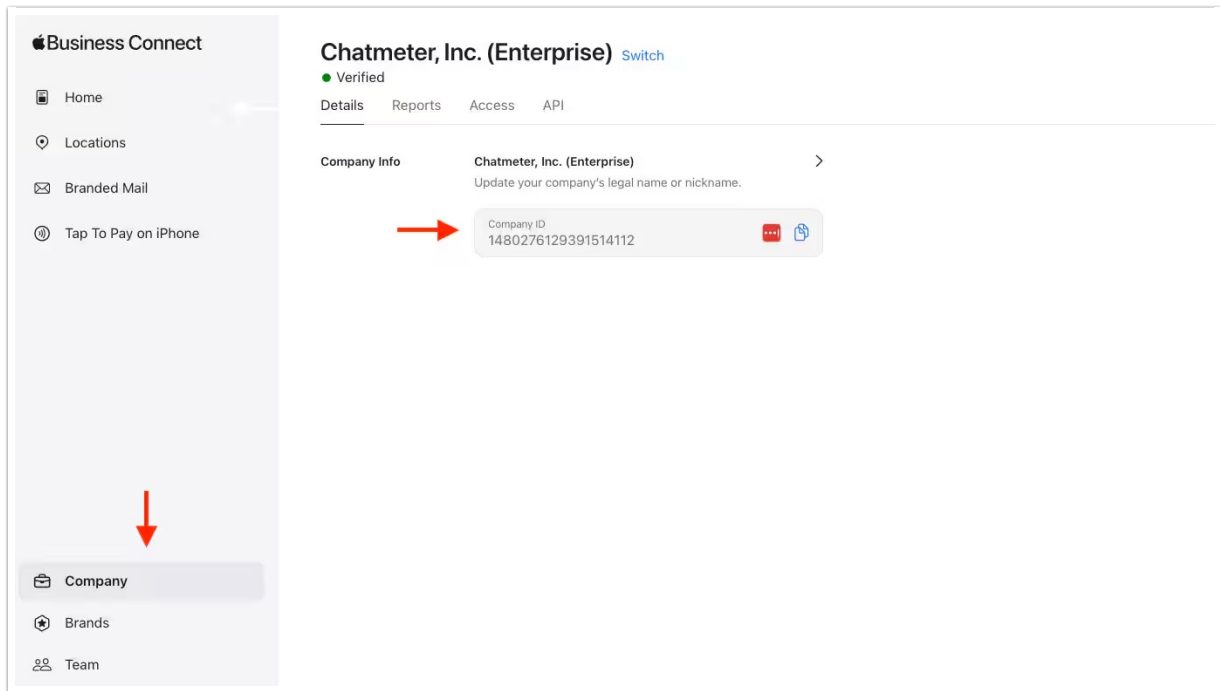 Business Connect
Home
Locations
Branded Mail
Tap To Pay on iPhone
Company
Brands
Team
Chatmeter, Inc. (Enterprise) Switch
Verified
Details Reports Access API
Company Info
Chatmeter, Inc. (Enterprise)
Update your company's legal name or nickname.
Company ID
1480276129391514112